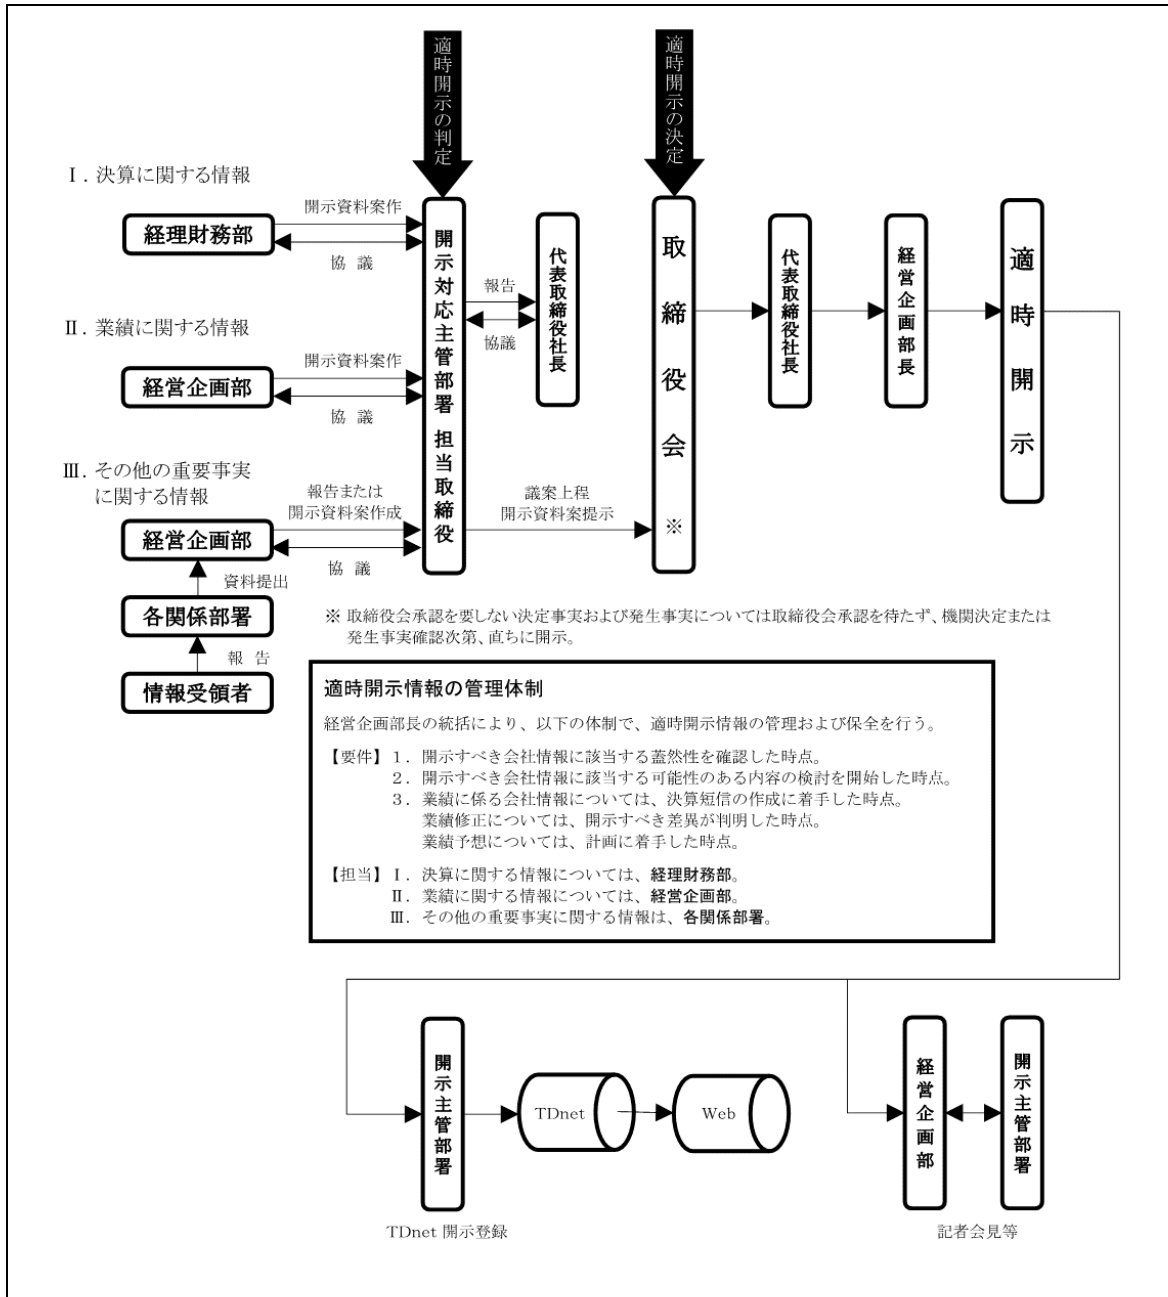 適時開示の判定
適時開示の決定
Ⅰ. 決算に関する情報
経理財務部
開示資料案作
協 議
Ⅱ. 業績に関する情報
経営企画部
開示資料案作
協 議
Ⅲ. その他の重要事実
に関する情報
経営企画部
報告または
開示資料案作成
協 議
資料提出
各関係部署
報 告
情報受領者
開示対応主管部署 担当取締役
報告
協議
代表取締役社長
議案上程
開示資料案提示
取締役会 ※
代表取締役社長
経営企画部長
適時開示
※ 取締役会承認を要しない決定事実および発生事実については取締役会承認を待たず、機関決定または
発生事実確認次第、直ちに開示。
適時開示情報の管理体制
経営企画部長の統括により、以下の体制で、適時開示情報の管理および保全を行う。
【要件】1. 開示すべき会社情報に該当する蓋然性を確認した時点。
2. 開示すべき会社情報に該当する可能性のある内容の検討を開始した時点。
3. 業績に係る会社情報については、決算短信の作成に着手した時点。
業績修正については、開示すべき差異が判明した時点。
業績予想については、計画に着手した時点。
【担当】Ⅰ. 決算に関する情報については、経理財務部。
Ⅱ. 業績に関する情報については、経営企画部。
Ⅲ. その他の重要事実に関する情報は、各関係部署。
開示主管部署
TDnet
Web
経営企画部
開示主管部署
TDnet 開示登録
記者会見等